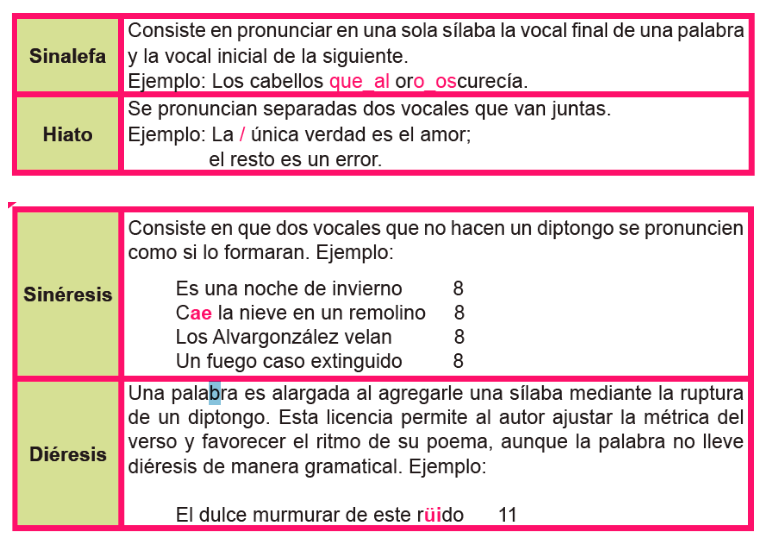 Sinalefa
Consiste en pronunciar en una sola sílaba la vocal final de una palabra
y la vocal inicial de la siguiente.
Ejemplo: Los cabellos que_al oro_oscurecía.
Hiato
Se pronuncian separadas dos vocales que van juntas.
Ejemplo: La / única verdad es el amor;
el resto es un error.
Sinéresis
Consiste en que dos vocales que no hacen un diptongo se pronuncien
como si lo formaran. Ejemplo:
Es una noche de invierno 8
Cae la nieve en un remolino 8
Los Alvargonzález velan 8
Un fuego caso extinguido 8
Diéresis
Una palabra es alargada al agregarle una sílaba mediante la ruptura
de un diptongo. Esta licencia permite al autor ajustar la métrica del
verso y favorecer el ritmo de su poema, aunque la palabra no lleve
diéresis de manera gramatical. Ejemplo:
El dulce murmurar de este rüido 11